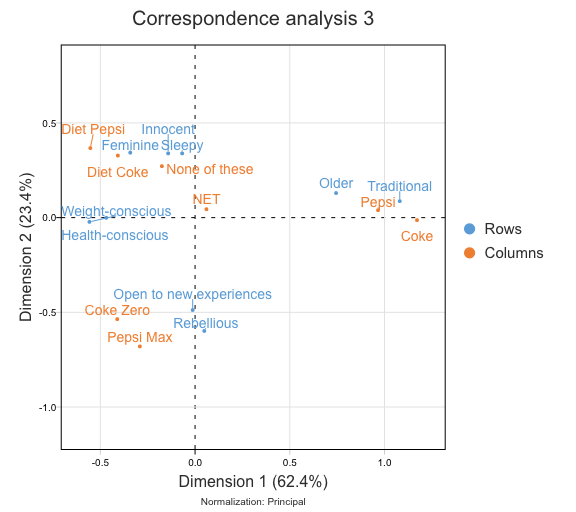 Correspondence analysis 3
Dimension 2 (23.4%)
0.5
0.0
-0.5
-1.0
Diet Pepsi
Innocent
Feminine
Sleepy
Diet Coke
None of these
Older
Traditional
NET
Pepsi
Weight-conscious
Health-conscious
Coke
Open to new experiences
Coke Zero
Rebellious
Pepsi Max
Rows
Columns
-0.5
0.0
0.5
1.0
Dimension 1 (62.4%)
Normalization: Principal